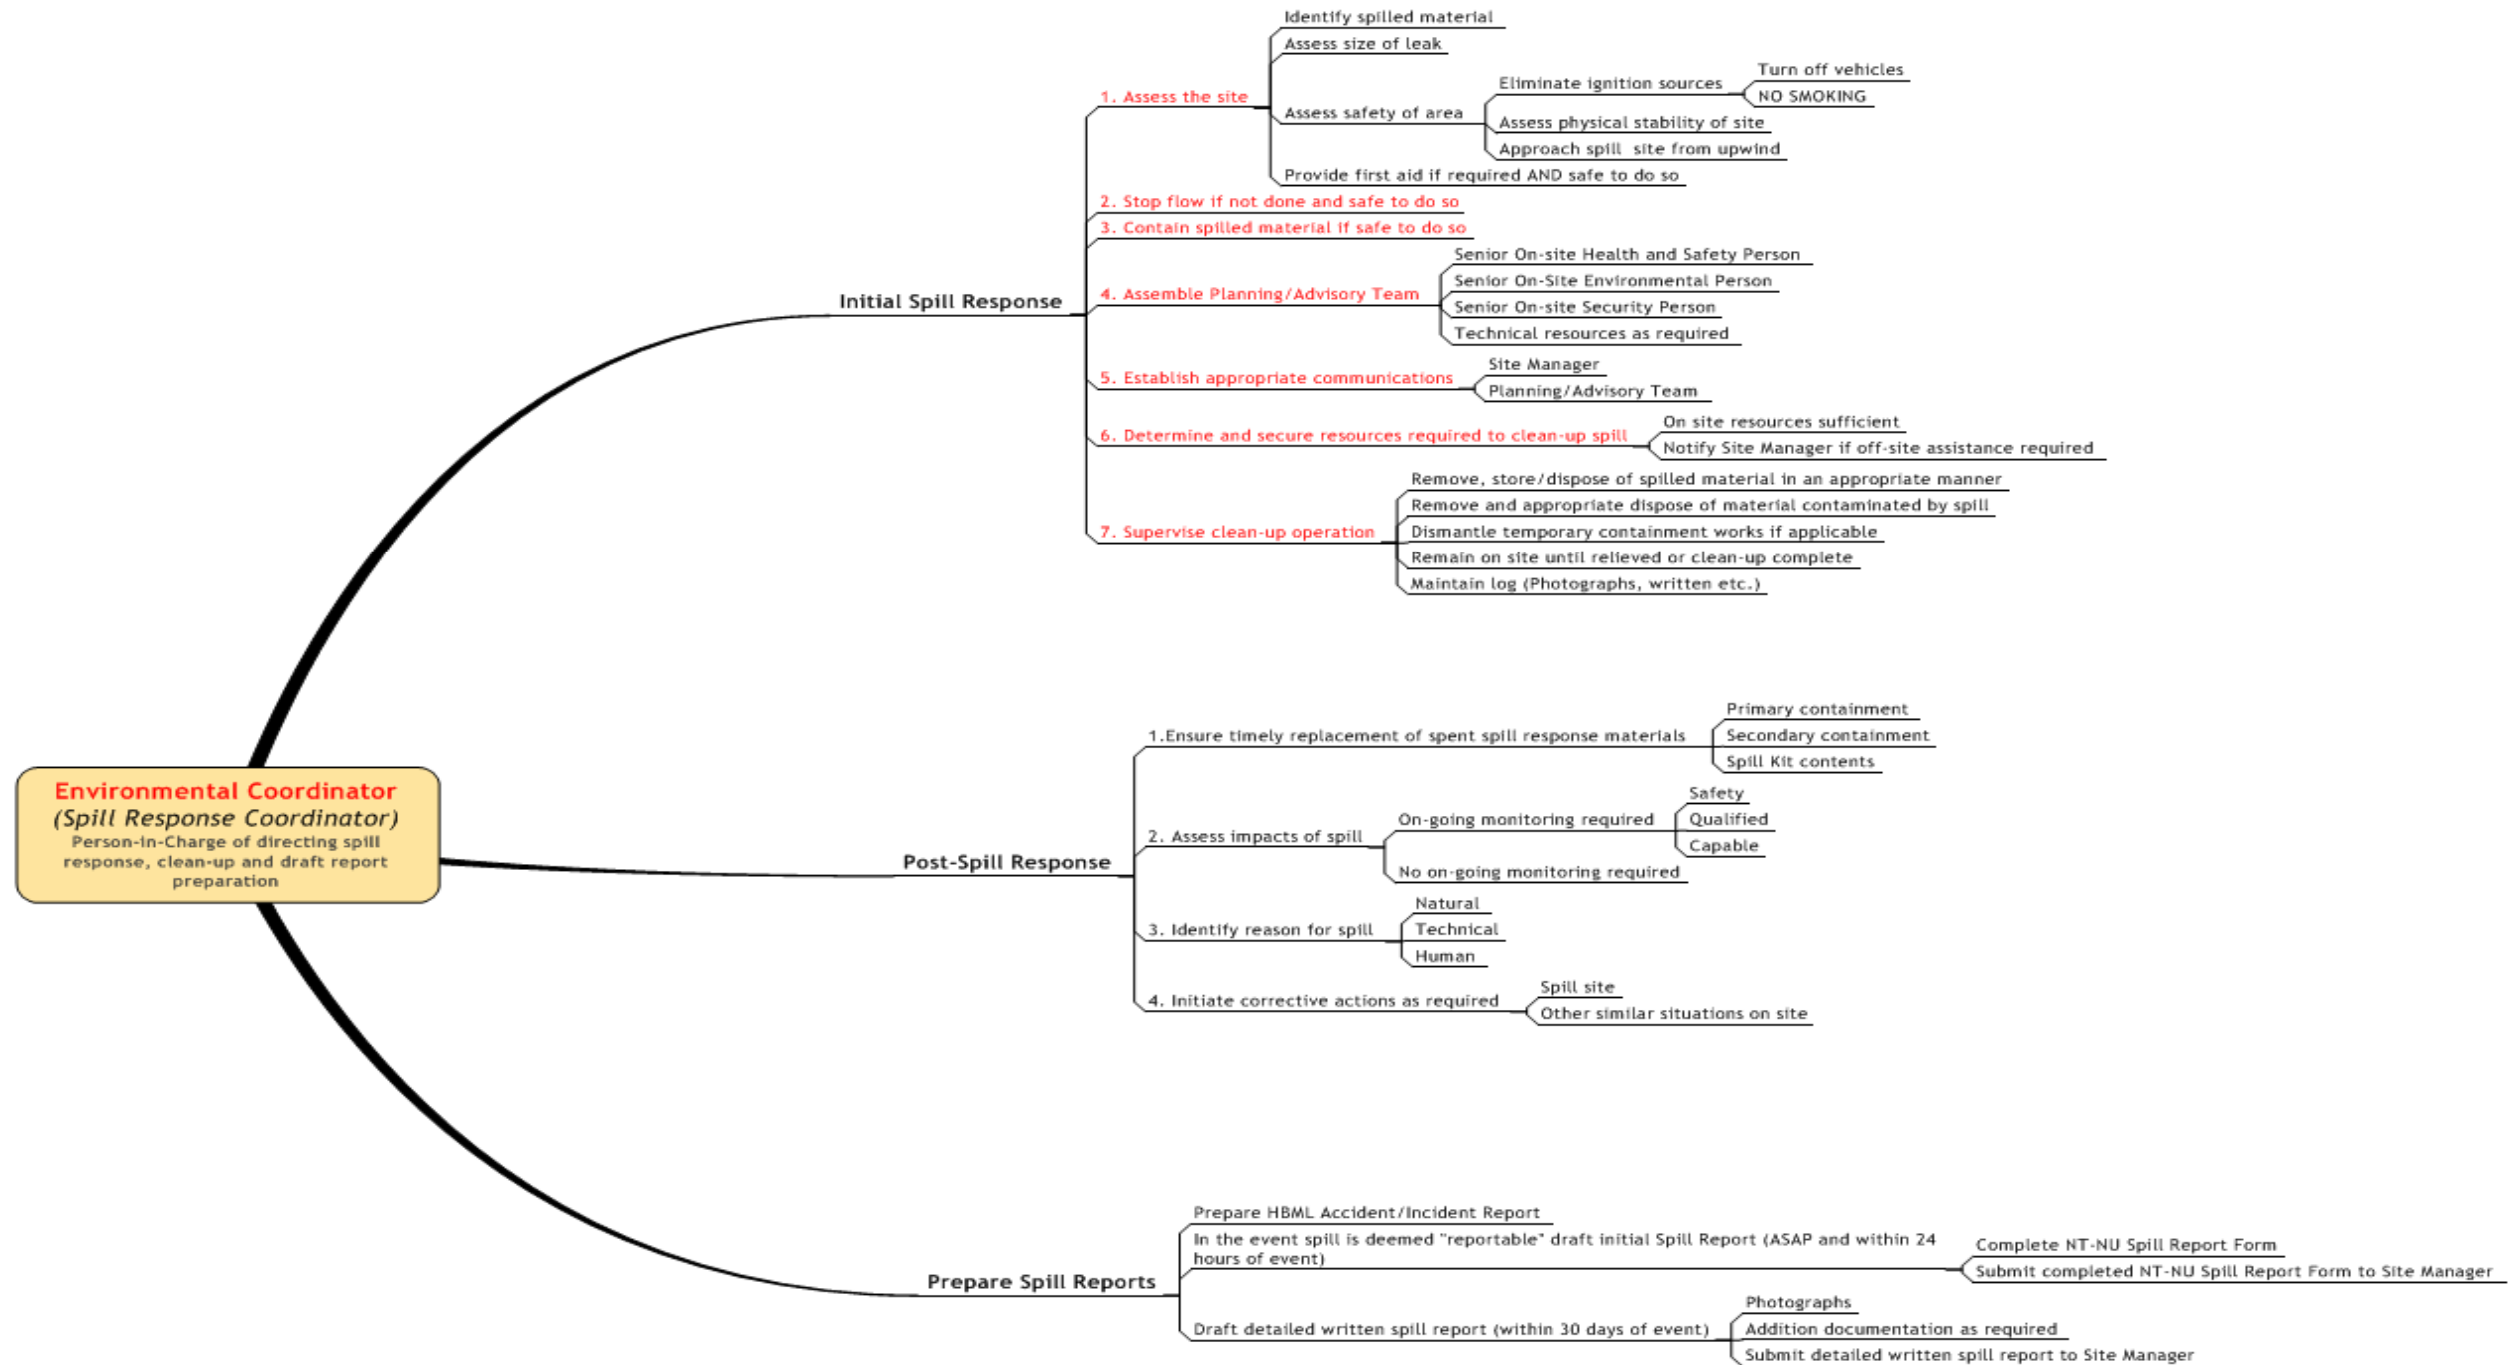 Identify spilled material
Assess size of leak
Turn off vehicles
Eliminate ignition sources
NO SMOKING
1. Assess the site
Assess safety of area
Assess physical stability of site
Approach spill  site from upwind
Provide first aid if required AND safe to do so
2. Stop flow if not done and safe to do so
3. Contain spilled material if safe to do so
Senior On-site Health and Safety Person
Senior On-Site Environmental Person
Initial Spill Response
4. Assemble Planning/Advisory Team
Senior On-site Security Person
Technical resources as required
Site Manager
5. Establish appropriate communications
Planning/Advisory Team
On site resources sufficient
6. Determine and secure resources required to clean-up spill
Notify Site Manager if off-site assistance required
Remove, store/dispose of spilled material in an appropriate manner
Remove and appropriate dispose of material contaminated by spill
7. Supervise clean-up operation
Dismantle temporary containment works if applicable
Remain on site until relieved or clean-up complete
Maintain log (Photographs, written etc.)
Primary containment
1.Ensure timely replacement of spent spill response materials
Secondary containment
Spill Kit contents
Environmental Coordinator
(Spill Response Coordinator)
Person-in-Charge of directing spill
response, clean-up and draft report
preparation
Safety
On-going monitoring required
Qualified
2. Assess impacts of spill
Capable
Post-Spill Response
No on-going monitoring required
Natural
3. Identify reason for spill
Technical
Human
Spill site
4. Initiate corrective actions as required
Other similar situations on site
Prepare HBML Accident/Incident Report
In the event spill is deemed "reportable" draft initial Spill Report (ASAP and within 24
hours of event)
Complete NT-NU Spill Report Form
Submit completed NT-NU Spill Report Form to Site Manager
Prepare Spill Reports
Photographs
Draft detailed written spill report (within 30 days of event)
Addition documentation as required
Submit detailed written spill report to Site Manager